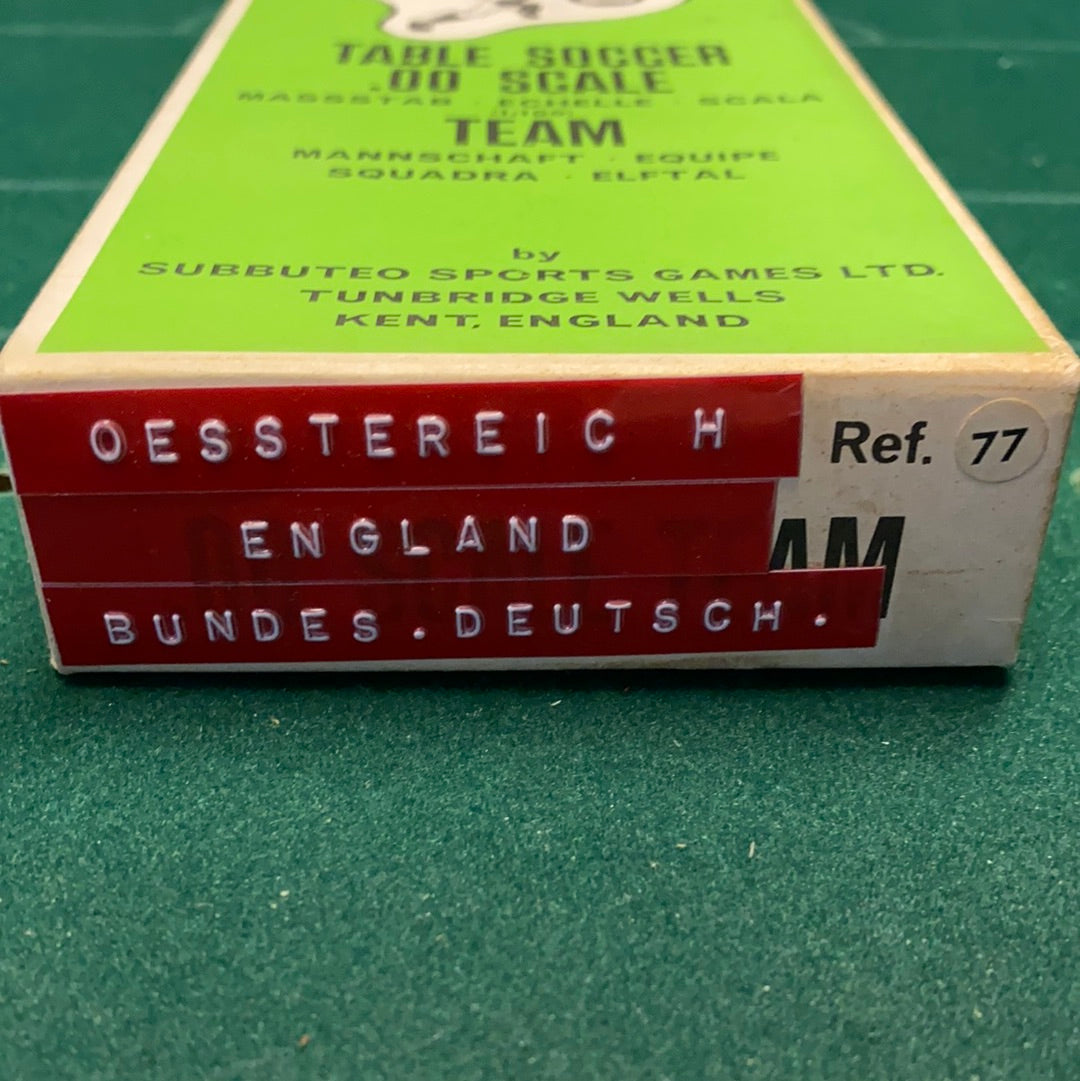 TABLE SOCCER
.00 SCALE
MASSSTAB · ECHELLE · SCALA
TEAM
MANNSCHAFT · EQUIPE
SQUADRA · ELFTAL
by
SUBBUTEO SPORTS GAMES LTD.
TUNBRIDGE WELLS
KENT, ENGLAND
OESSTEREIC H
Ref. 77
ENGLAND
BUNDES.DEUTSCH.